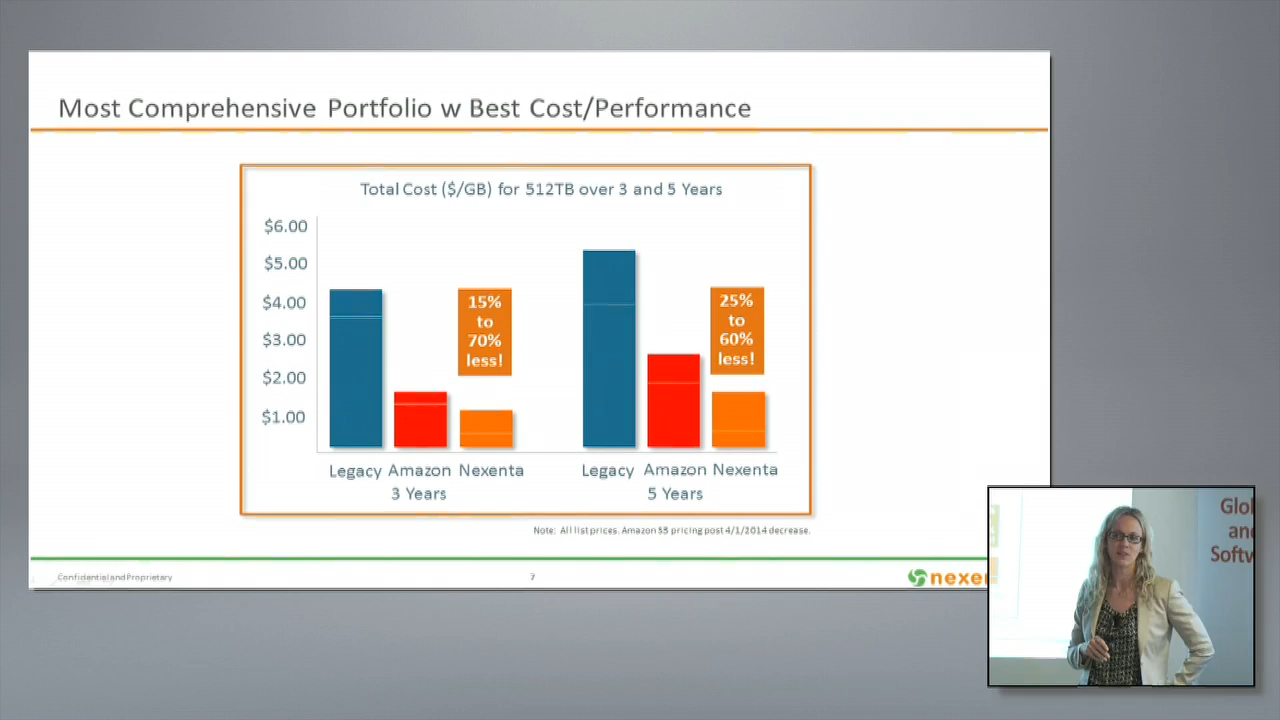 Most Comprehensive Portfolio w Best Cost/Performance
Total Cost ($/GB) for 512TB over 3 and 5 Years
$6.00
$5.00
$4.00
$3.00
$2.00
$1.00
15%
to
70%
less!
25%
to
60%
less!
Legacy Amazon Nexenta
3 Years
Legacy Amazon Nexenta
5 Years
Note: All list prices. Amazon S3 pricing post 4/1/2014 decrease.
Confidential and Proprietary
7
nexe
Glo
and
Softw